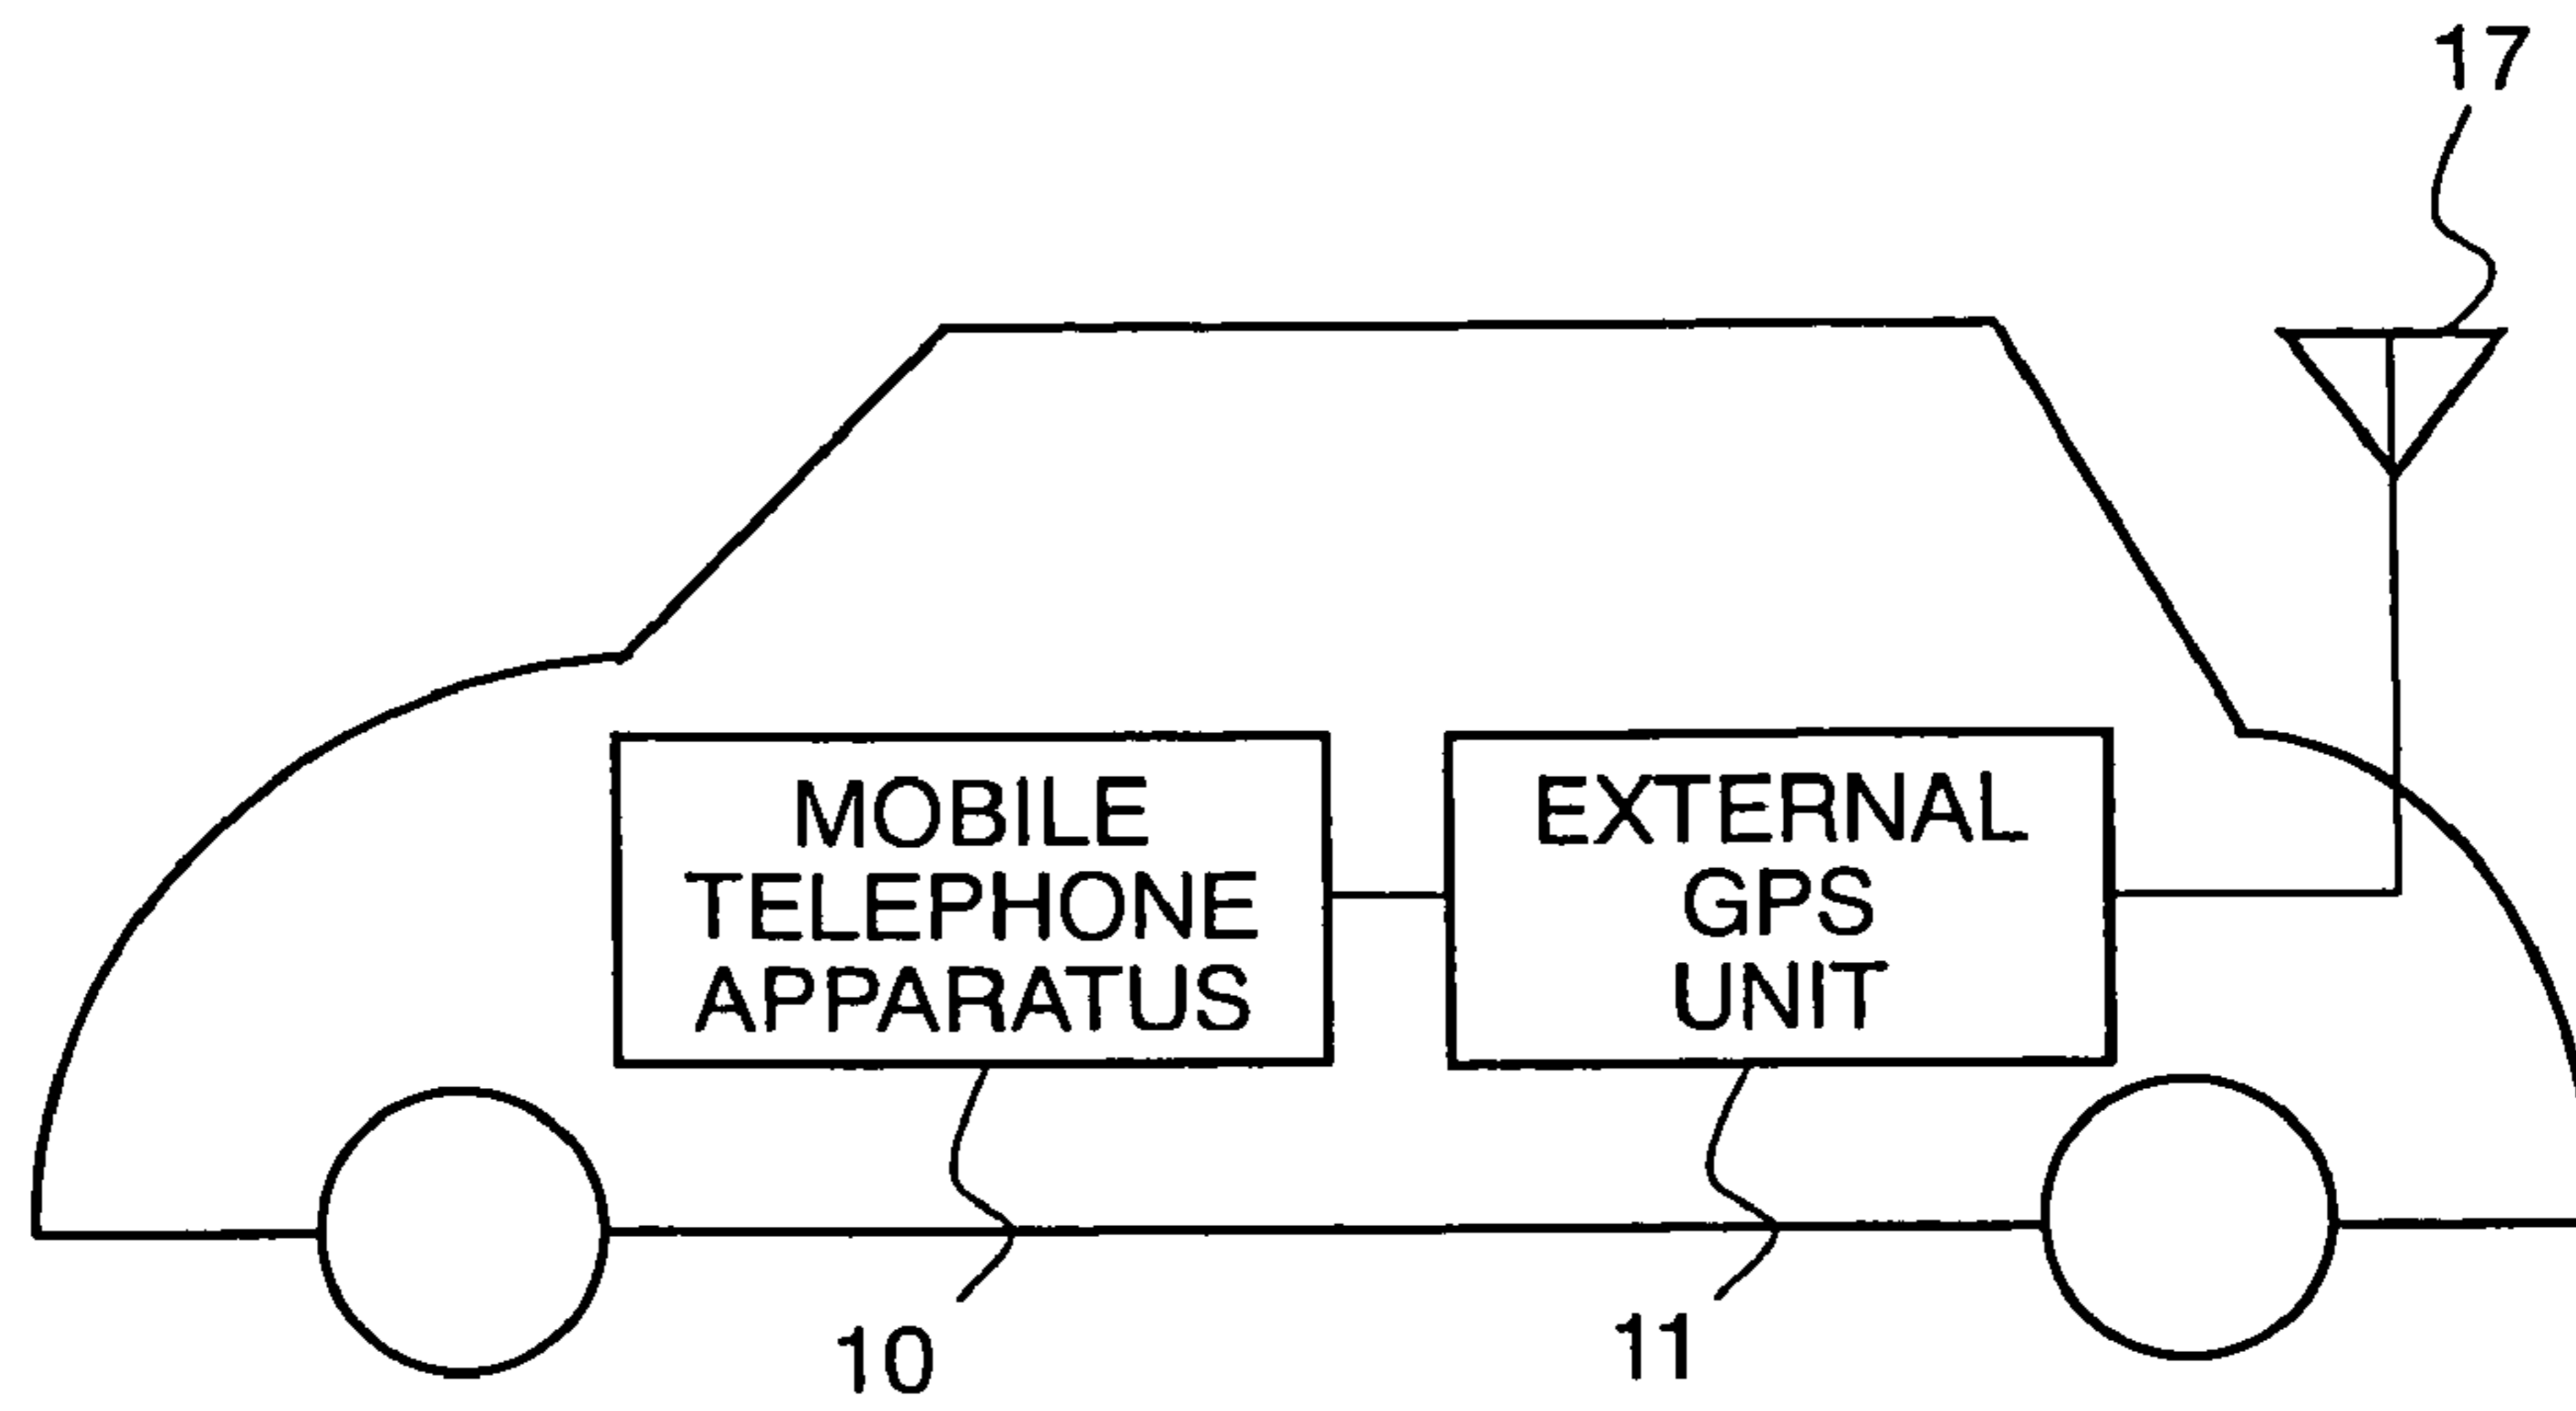 17
MOBILE
TELEPHONE
APPARATUS
EXTERNAL
GPS
UNIT
10
11